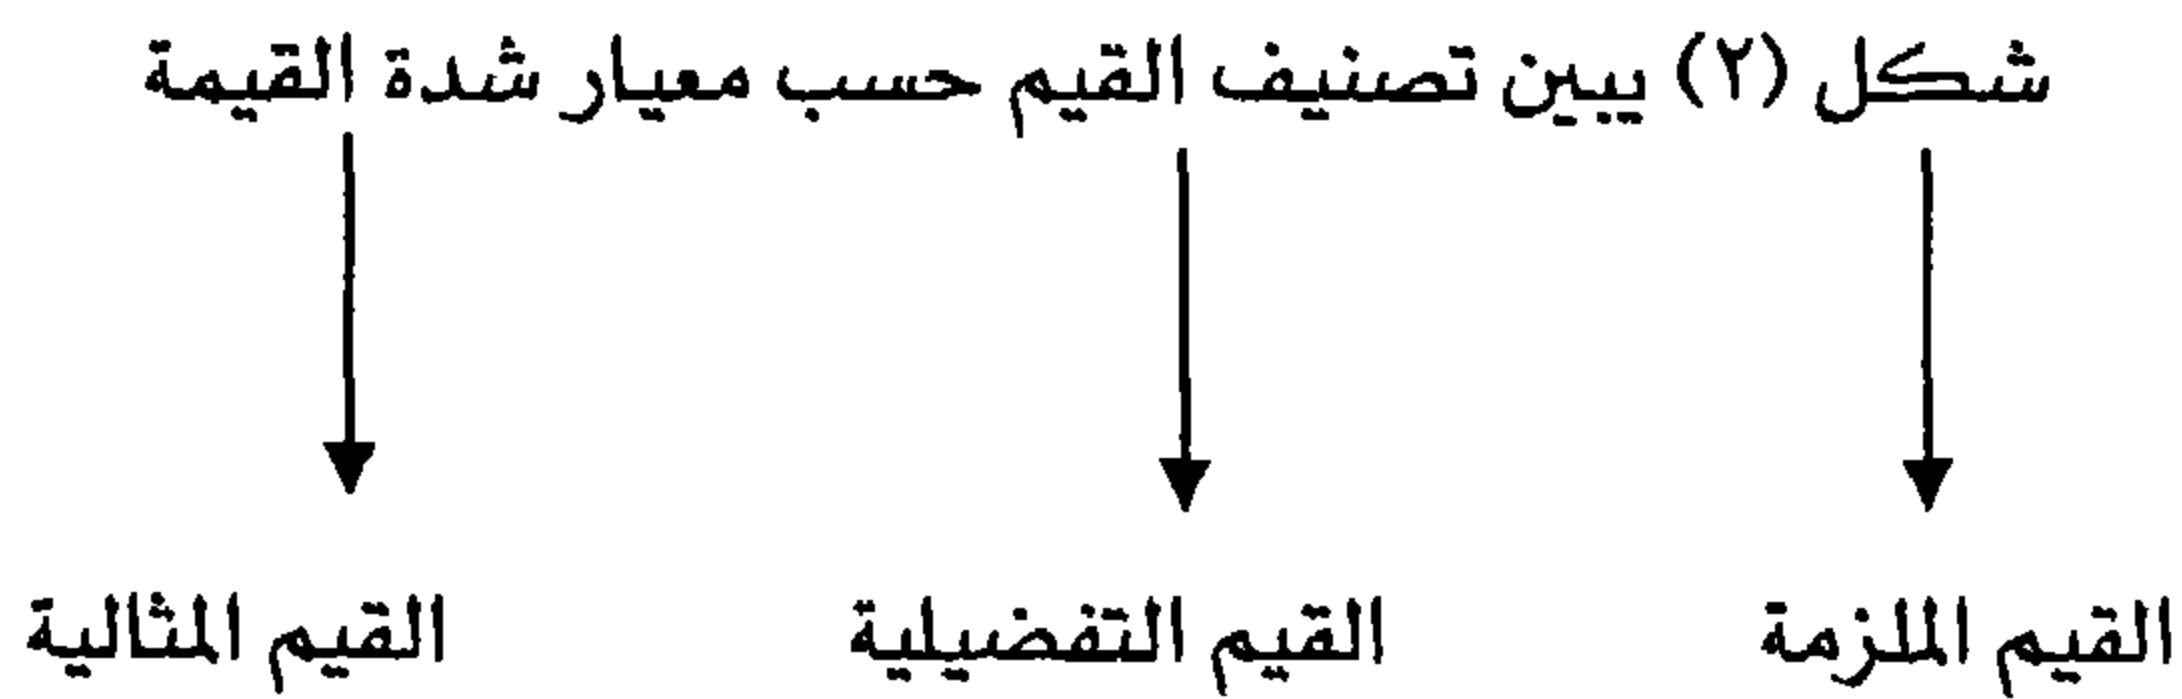 شكل (٢) يبين تصنيف القيم حسب معيار شدة القيمة
القيم الملزمة القيم التفضيلية القيم المثالية